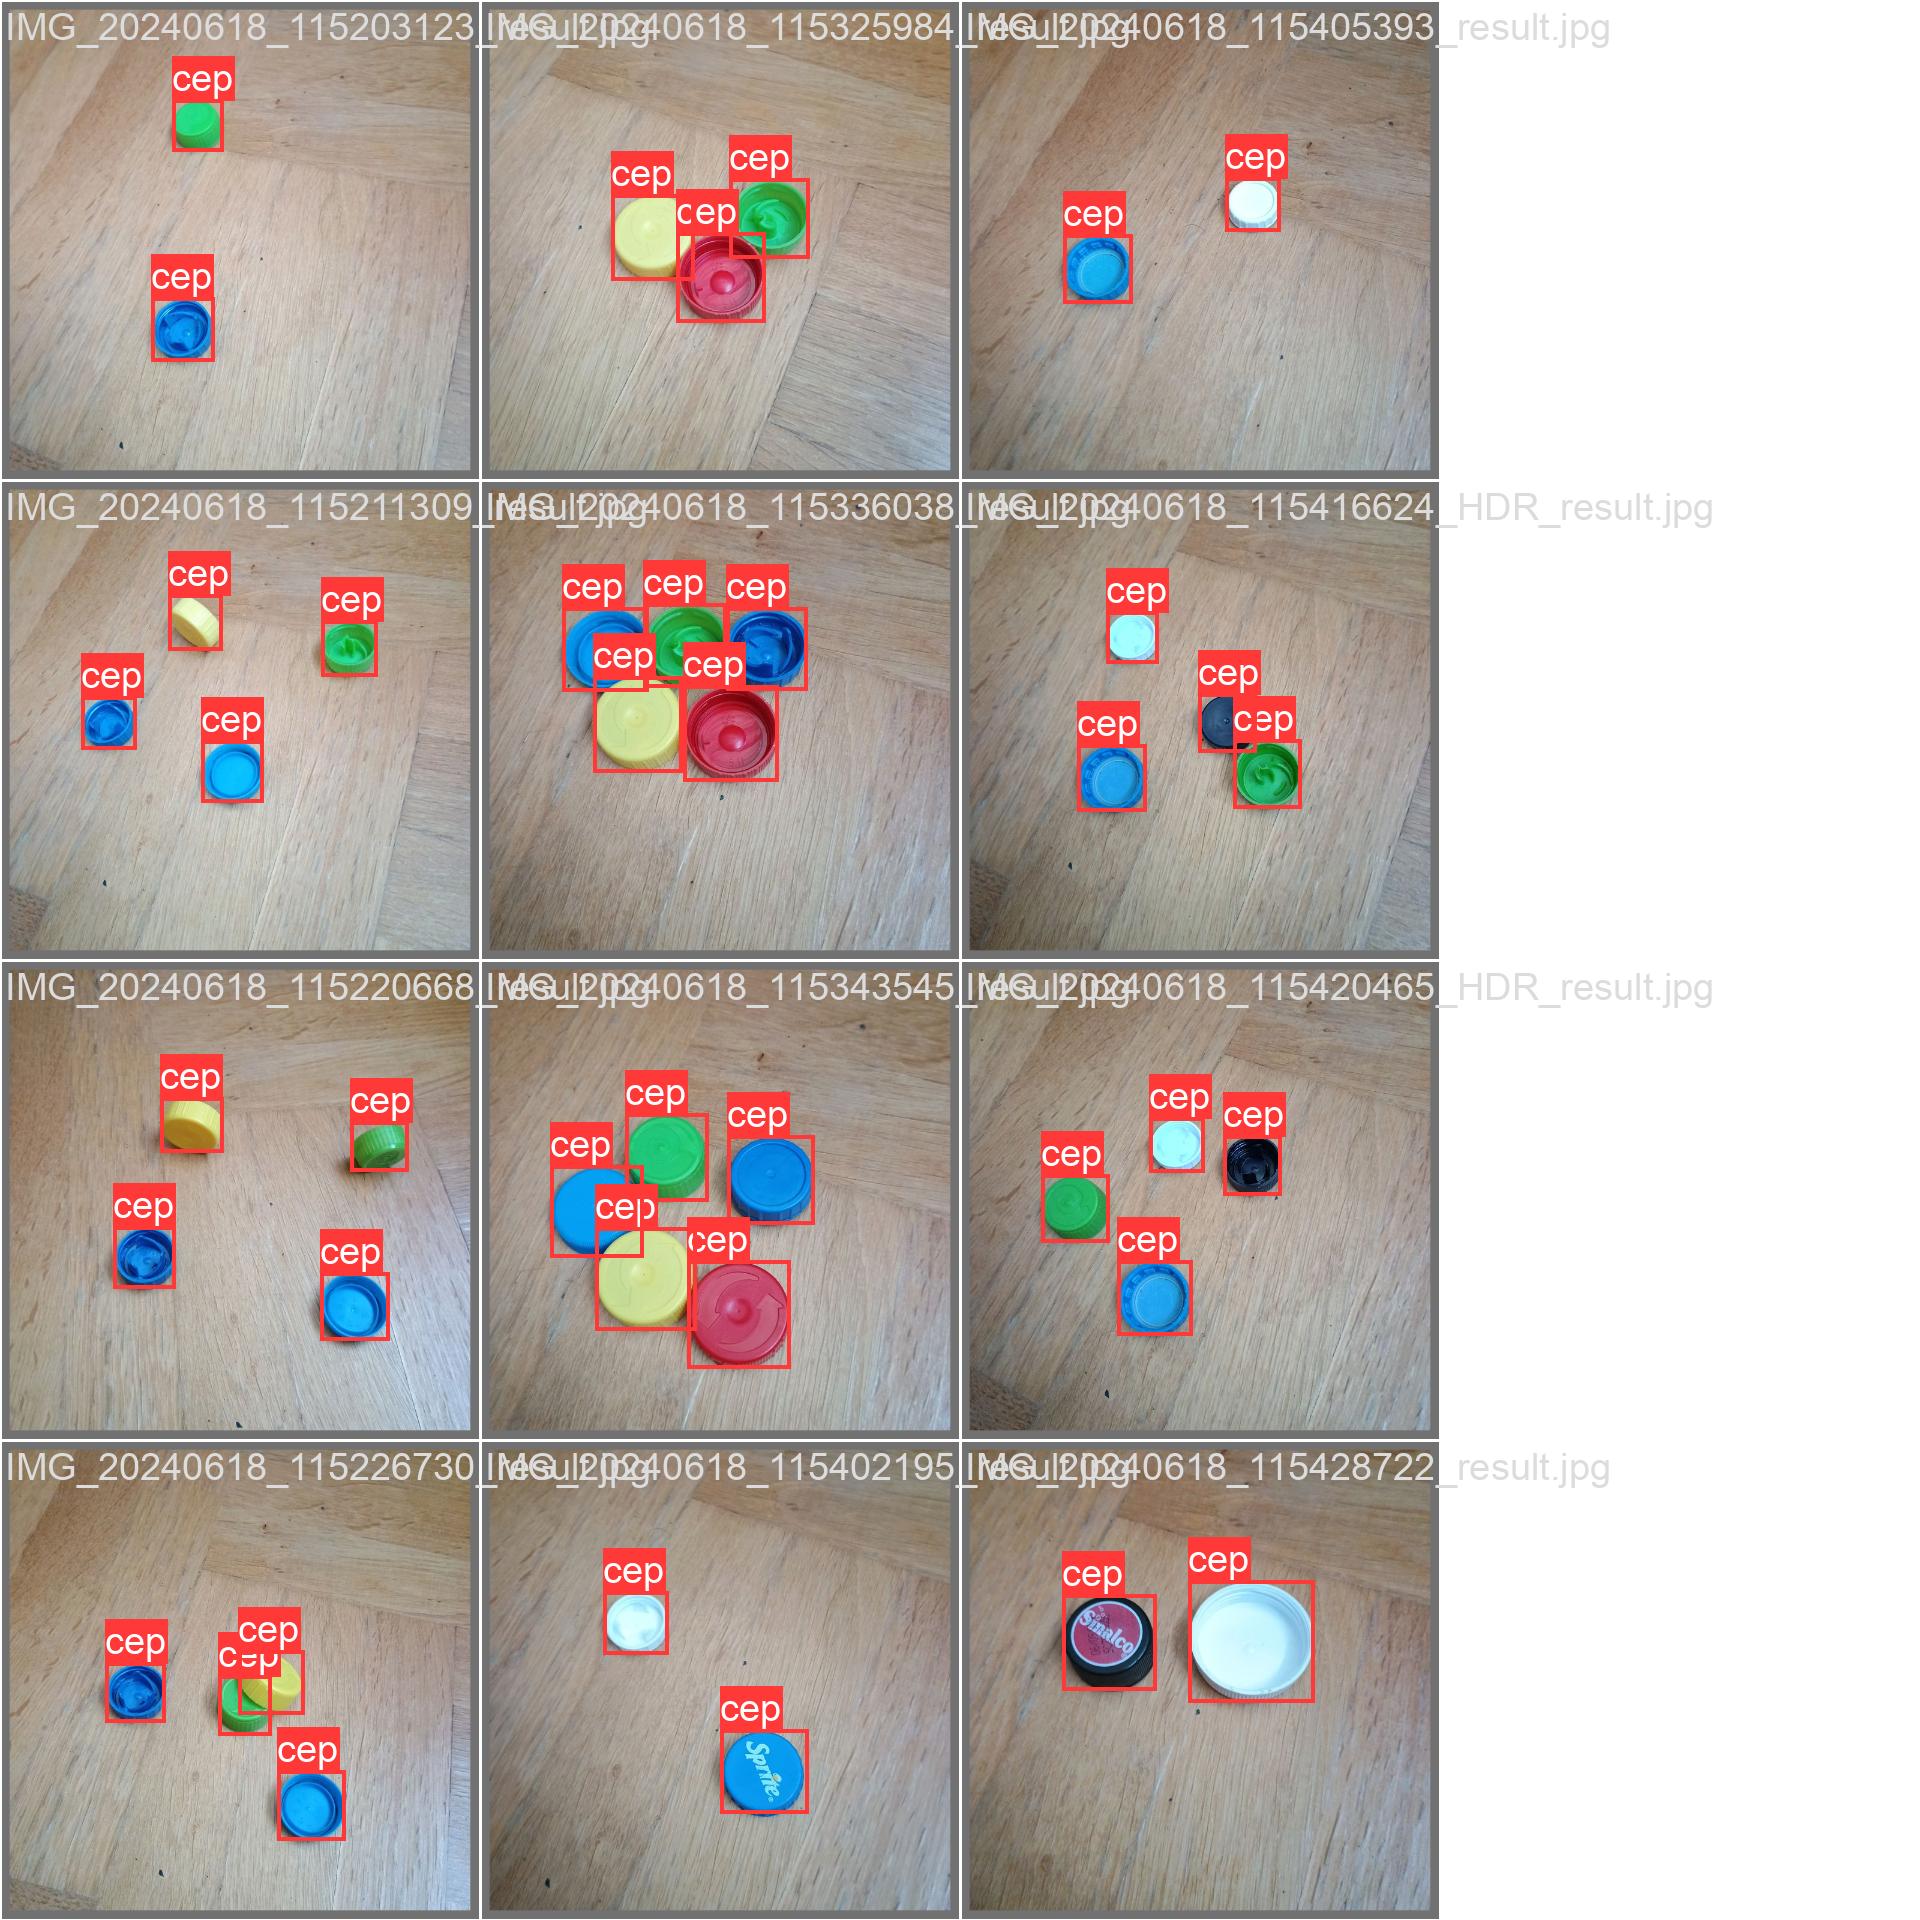 IMG_20240618_115203123_result.jpg
IMG_20240618_115325984_result.jpg
IMG_20240618_115405393_result.jpg
cep
cep
cep
cep
cep
cep
cep
IMG_20240618_115211309_result.jpg
IMG_20240618_115336038_result.jpg
IMG_20240618_115416624_HDR_result.jpg
cep
cep
cep
cep
cep
cep
cep
cep
cep
cep
cep
cep
cep
IMG_20240618_115220668_result.jpg
IMG_20240618_115343545_result.jpg
IMG_20240618_115420465_HDR_result.jpg
cep
cep
cep
cep
cep
cep
cep
cep
cep
cep
cep
cep
cep
IMG_20240618_115226730_result.jpg
IMG_20240618_115402195_result.jpg
IMG_20240618_115428722_result.jpg
cep
cep
cep
cep
cep
cep
Sprite
cep
Sinalco
cep